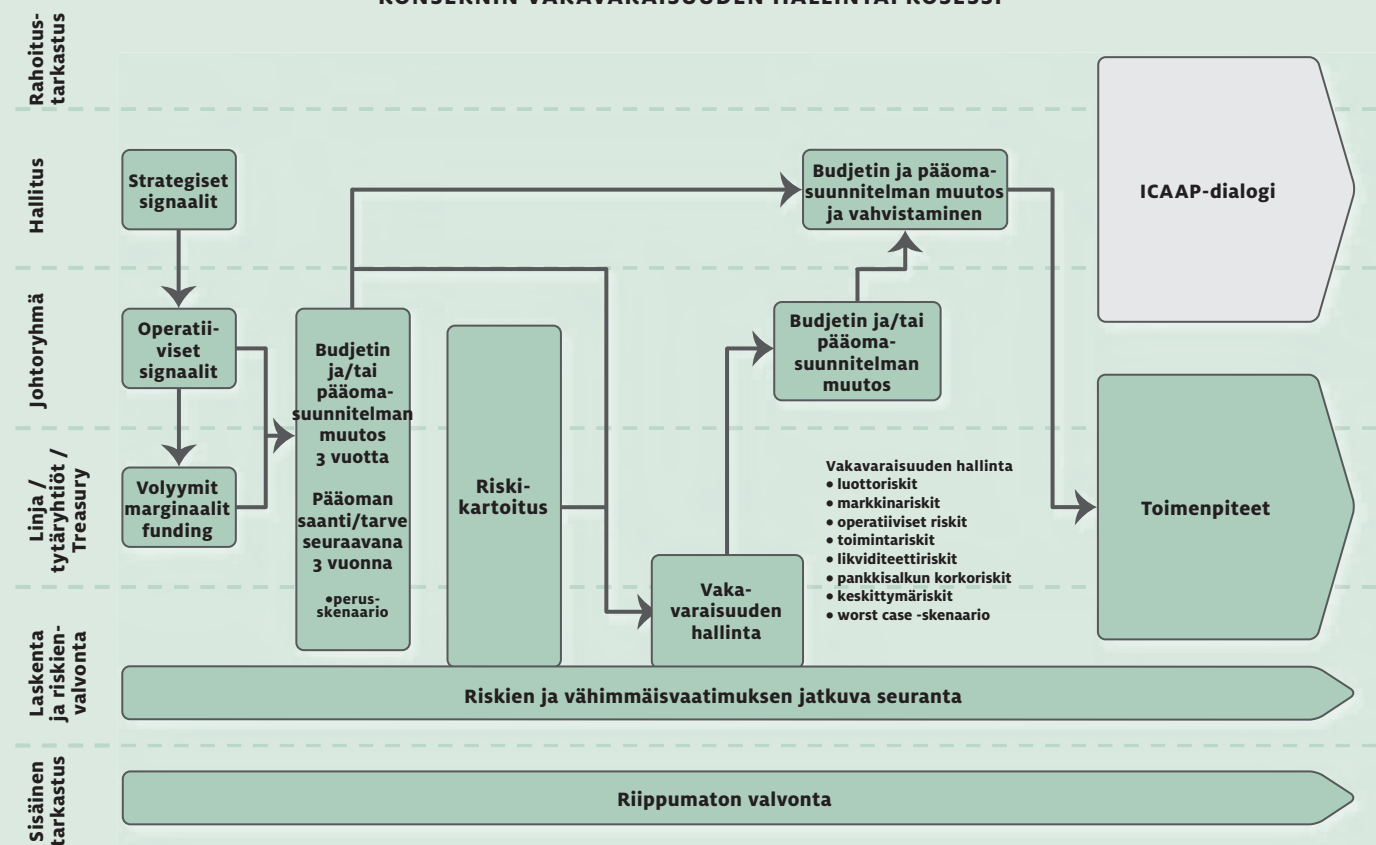 KONSERNIN VAKAVARAISUUDEN HALLINTAPROSESSI
Rahoitus-
tarkastus
Hallitus
Johtoryhmä
Linja /
tytäryhtiöt /
Treasury
Laskenta
ja riskien-
valvonta
Sisäinen
tarkastus
Strategiset
signaalit
Operatii-
viset
signaalit
Volyymit
marginaalit
funding
Budjetin
ja/tai
pääoma-
suunnitelman
muutos
3 vuotta
Pääoman
saanti/tarve
seuraavana
3 vuonna
•perus-
skenaario
Riski-
kartoitus
Vaka-
varaisuuden
hallinta
Budjetin ja/tai
pääoma-
suunnitelman
muutos
Budjetin ja pääoma-
suunnitelman muutos
ja vahvistaminen
Vakavaraisuuden hallinta
• luottoriskit
• markkinariskit
• operatiiviset riskit
• toimintariskit
• likviditeettiriskit
• pankkisalkun korkoriskit
• keskittymäriskit
• worst case -skenaario
ICAAP-dialogi
Toimenpiteet
Riskien ja vähimmäisvaatimuksen jatkuva seuranta
Riippumaton valvonta